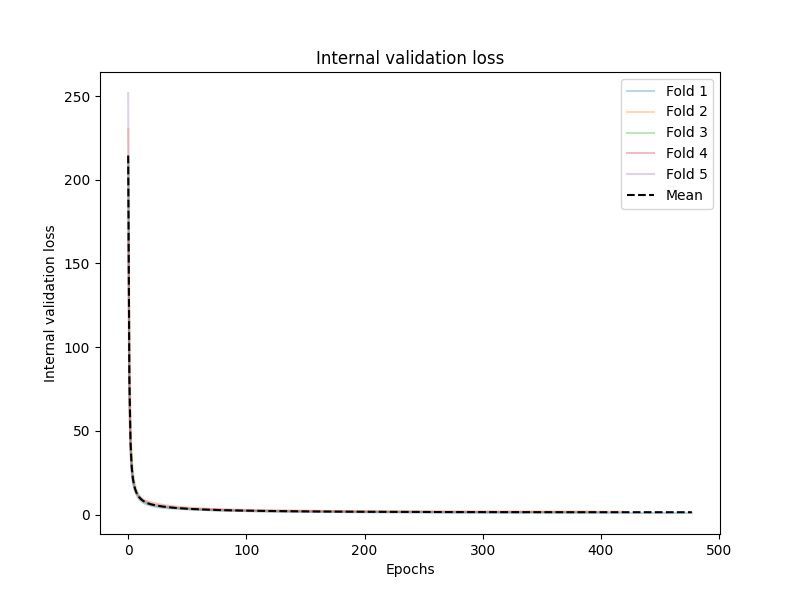 Internal validation loss
Fold 1
Fold 2
Fold 3
Fold 4
Fold 5
Mean
Internal validation loss
250
200
150
100
50
0
0 100 200 300 400 500
Epochs